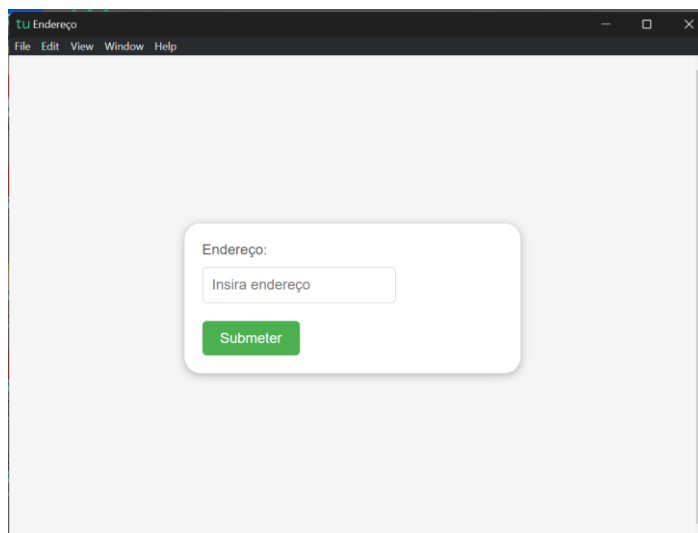 tu Endereço
File Edit View Window Help
Endereço:
Insira endereço
Submeter